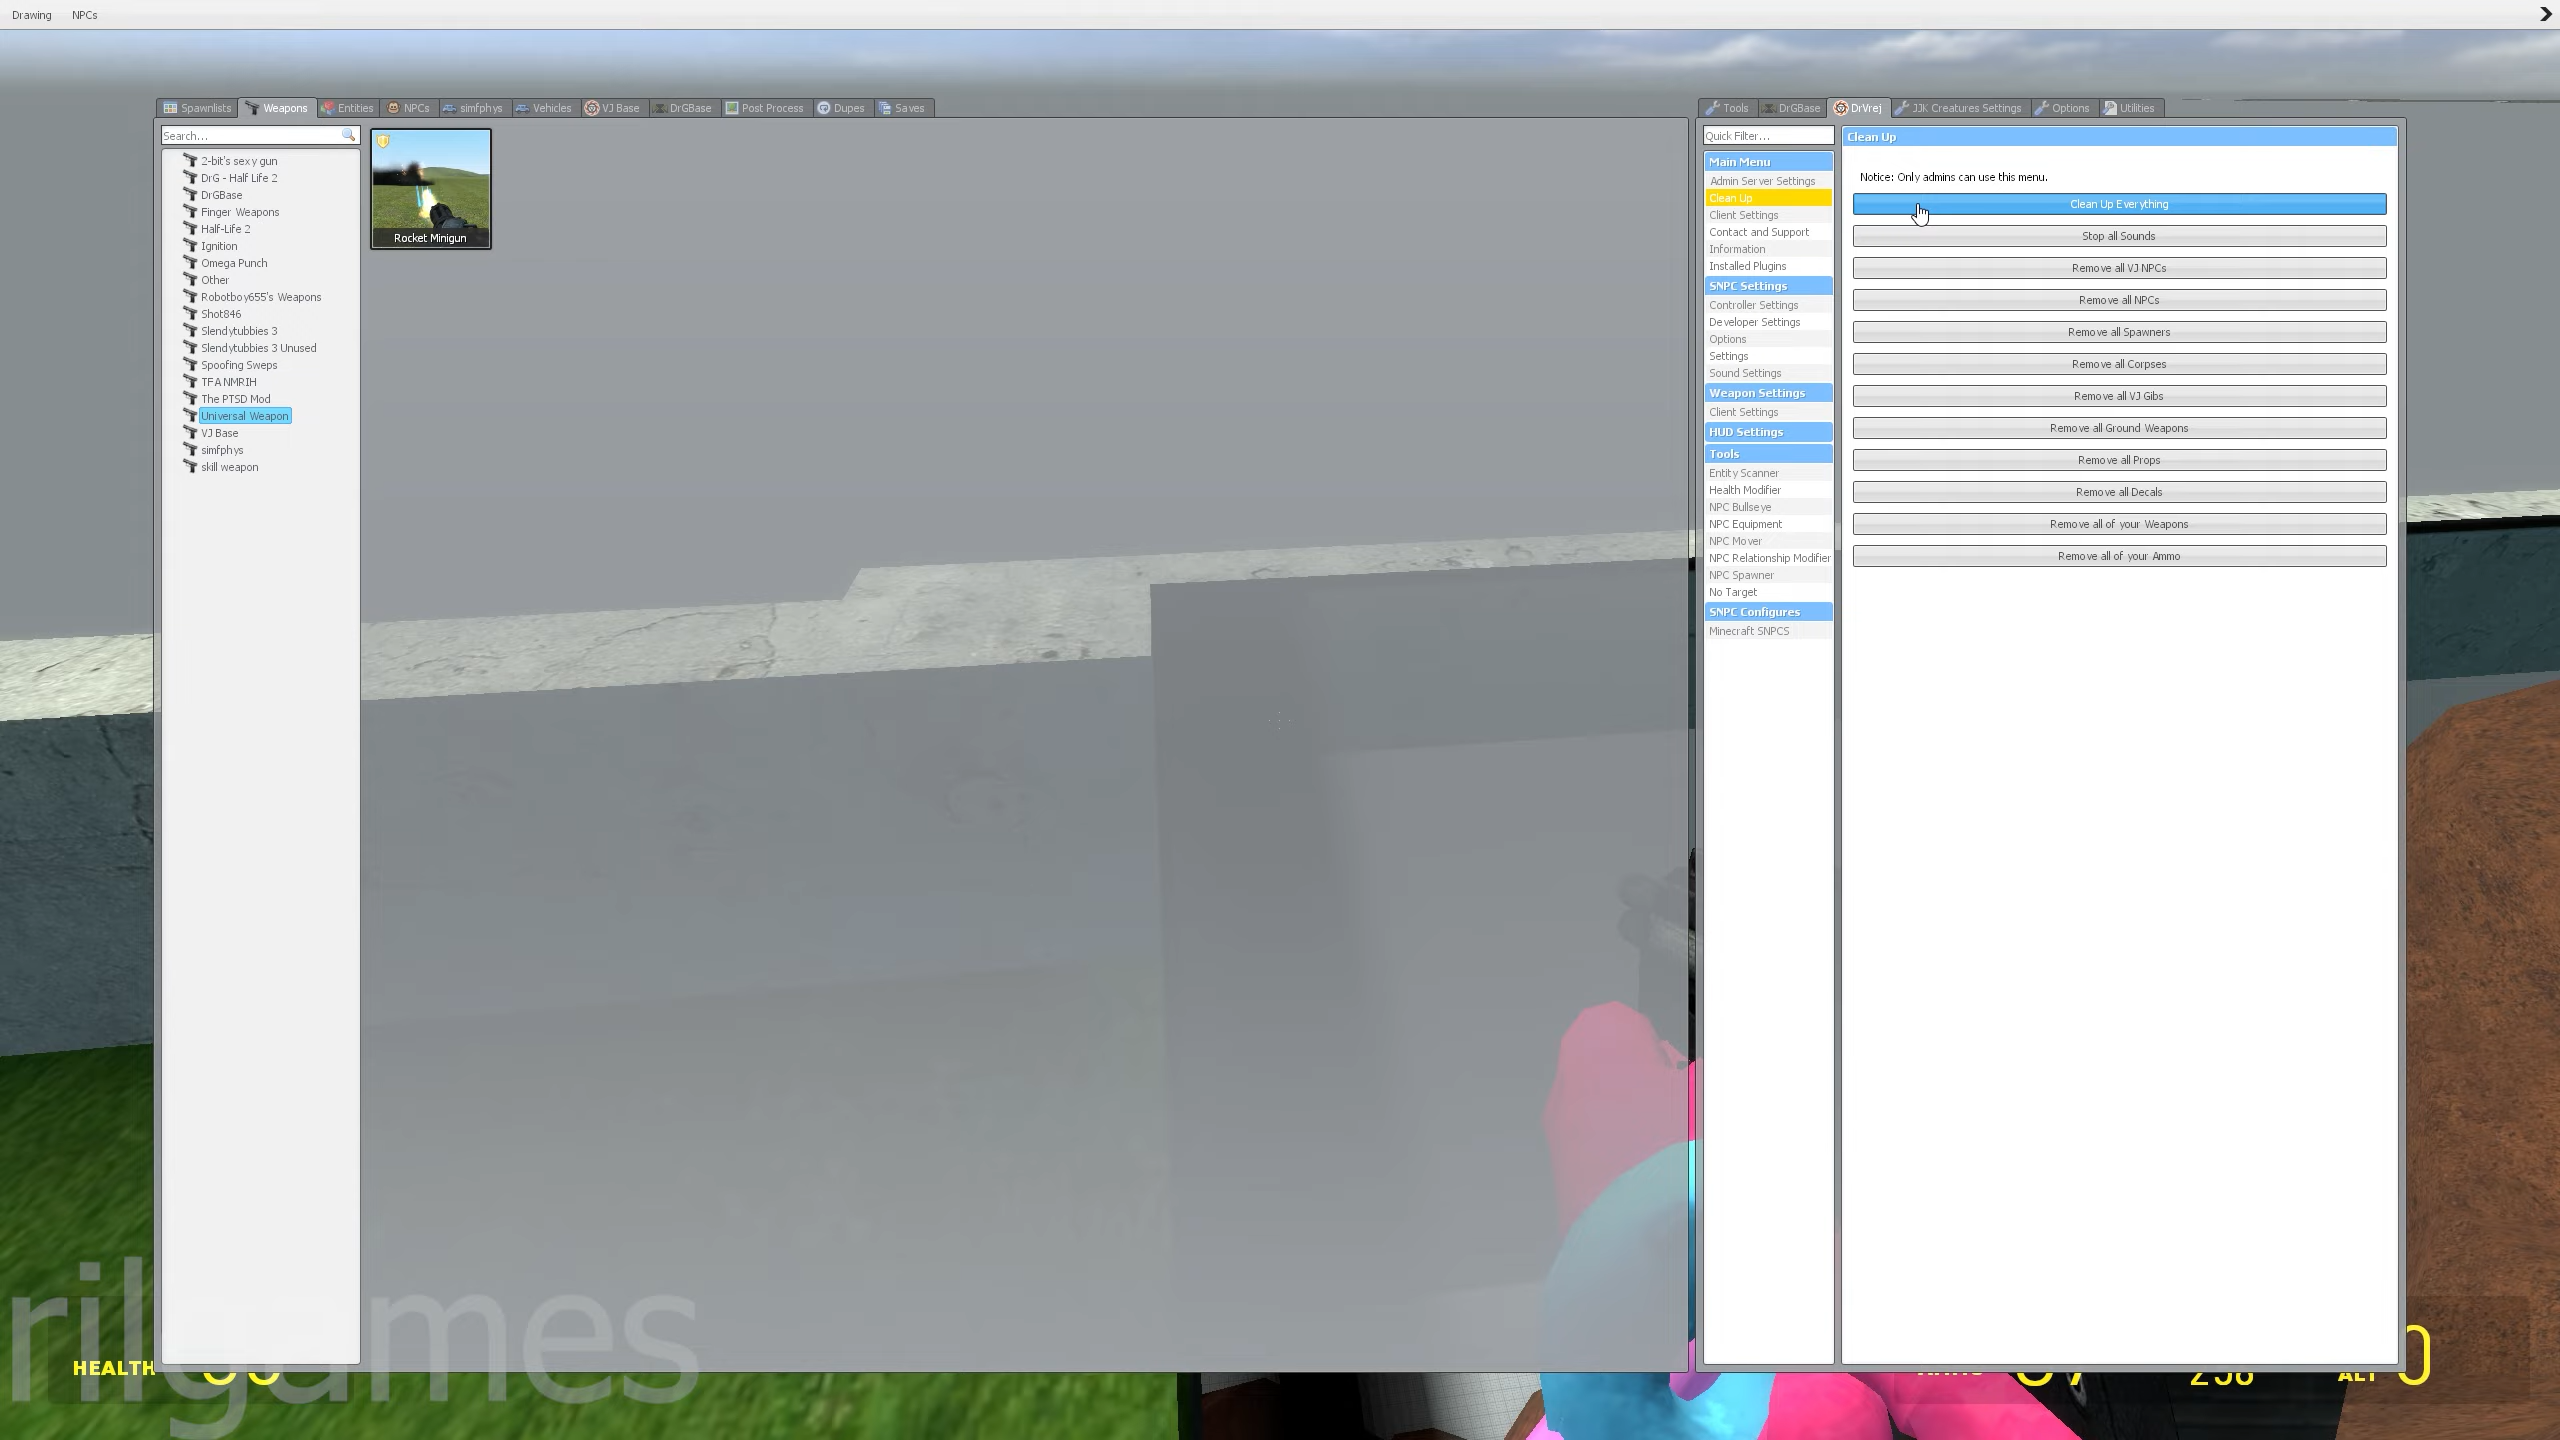 Drawing NPCs
Spawnlists Weapons Entities NPCs simfphys Vehicles VJ Base DrGBase Post Process Dupes Saves
Search...
2-bit's sexy gun
DrG - Half Life 2
DrGBase
Finger Weapons
Half-Life 2
Ignition
Omega Punch
Other
Robotboy655's Weapons
Shot846
Slendytubbies 3
Slendytubbies 3 Unused
Spoofing Sweps
TFA NMRIH
The PTSD Mod
Universal Weapon
VJ Base
simfphys
skill weapon
Rocket Minigun
Tools DrGBase DrVrej JJK Creatures Settings Options Utilities
Quick Filter...
Main Menu
Admin Server Settings
Clean Up
Client Settings
Contact and Support
Information
Installed Plugins
SNPC Settings
Controller Settings
Developer Settings
Options
Settings
Sound Settings
Weapon Settings
Client Settings
HUD Settings
Tools
Entity Scanner
Health Modifier
NPC Bullseye
NPC Equipment
NPC Mover
NPC Relationship Modifier
NPC Spawner
No Target
SNPC Configures
Minecraft SNPCS
Clean Up
Notice: Only admins can use this menu.
Clean Up Everything
Stop all Sounds
Remove all VJ NPCs
Remove all NPCs
Remove all Spawners
Remove all Corpses
Remove all VJ Gibs
Remove all Ground Weapons
Remove all Props
Remove all Decals
Remove all of your Weapons
Remove all of your Ammo
rilgames
HEALTH
ALT 0